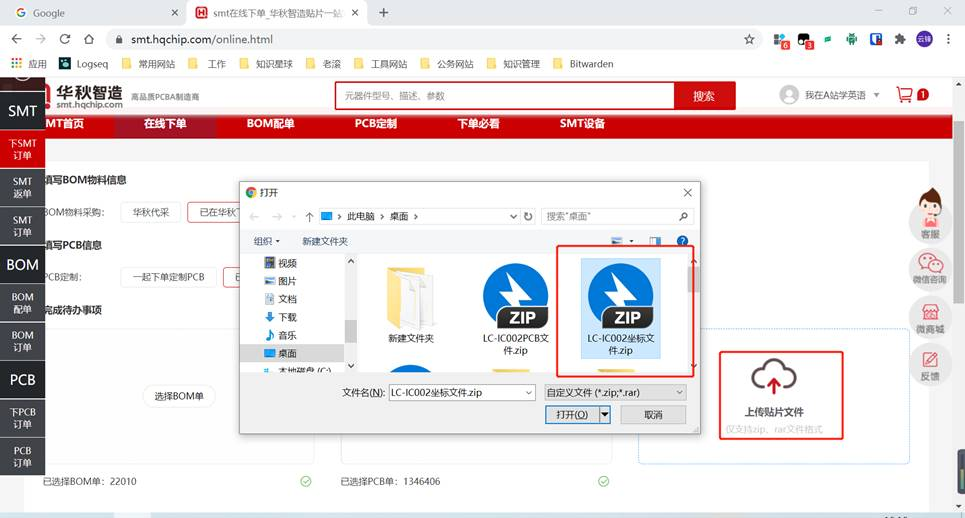 Google
smt在线下单_华秋智造贴片一站
smt.hqchip.com/online.html
6
3
云锋
应用
Logseq
常用网站
工作
知识星球
老滚
工具网站
公务网站
知识管理
Bitwarden
华秋智造
smt.hqchip.com
高品质PCBA制造商
元器件型号、描述、参数
搜索
我在A站学英语
1
SMT
MT首页
在线下单
BOM配单
PCB定制
下单必看
SMT设备
下SMT
订单
SMT
返单
SMT
订单
BOM
BOM
配单
BOM
订单
PCB
下PCB
订单
PCB
订单
填写BOM物料信息
BOM物料采购：
华秋代采
已在华秋下
填写PCB信息
PCB定制：
一起下单定制PCB
完成待办事项
选择BOM单
打开
此电脑
桌面
搜索"桌面"
组织
新建文件夹
视频
图片
文档
下载
音乐
桌面
本地磁盘 (C:)
新建文件夹
ZIP
LC-IC002PCB文
件.zip
ZIP
LC-IC002坐标文
件.zip
文件名(N):
LC-IC002坐标文件.zip
自定义文件 (*.zip;*.rar)
打开(O)
取消
上传贴片文件
仅支持zip、rar文件格式
客服
微信咨询
微商城
反馈
已选择BOM单：22010
已选择PCB单：1346406